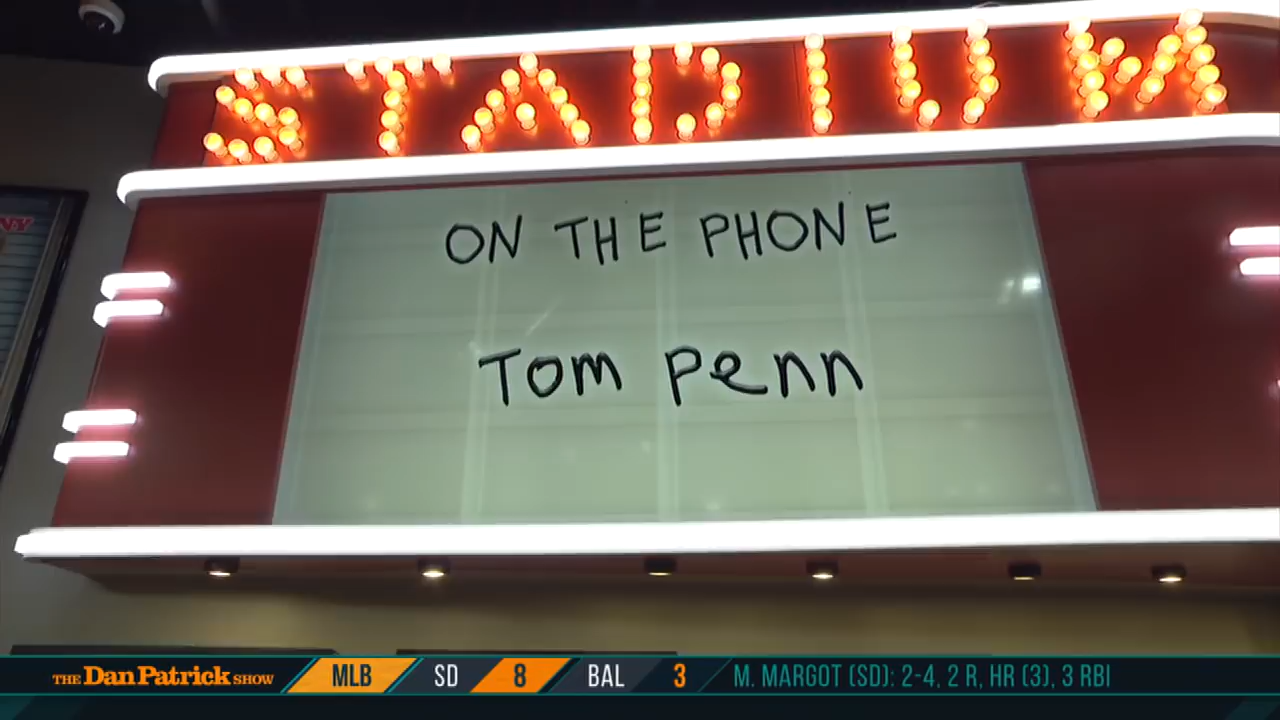 STADIUM
NY
ON THE PHONE
Tom Penn
THE Dan Patrick SHOW MLB SD 8 BAL 3 M. MARGOT (SD): 2-4, 2 R, HR (3), 3 RBI